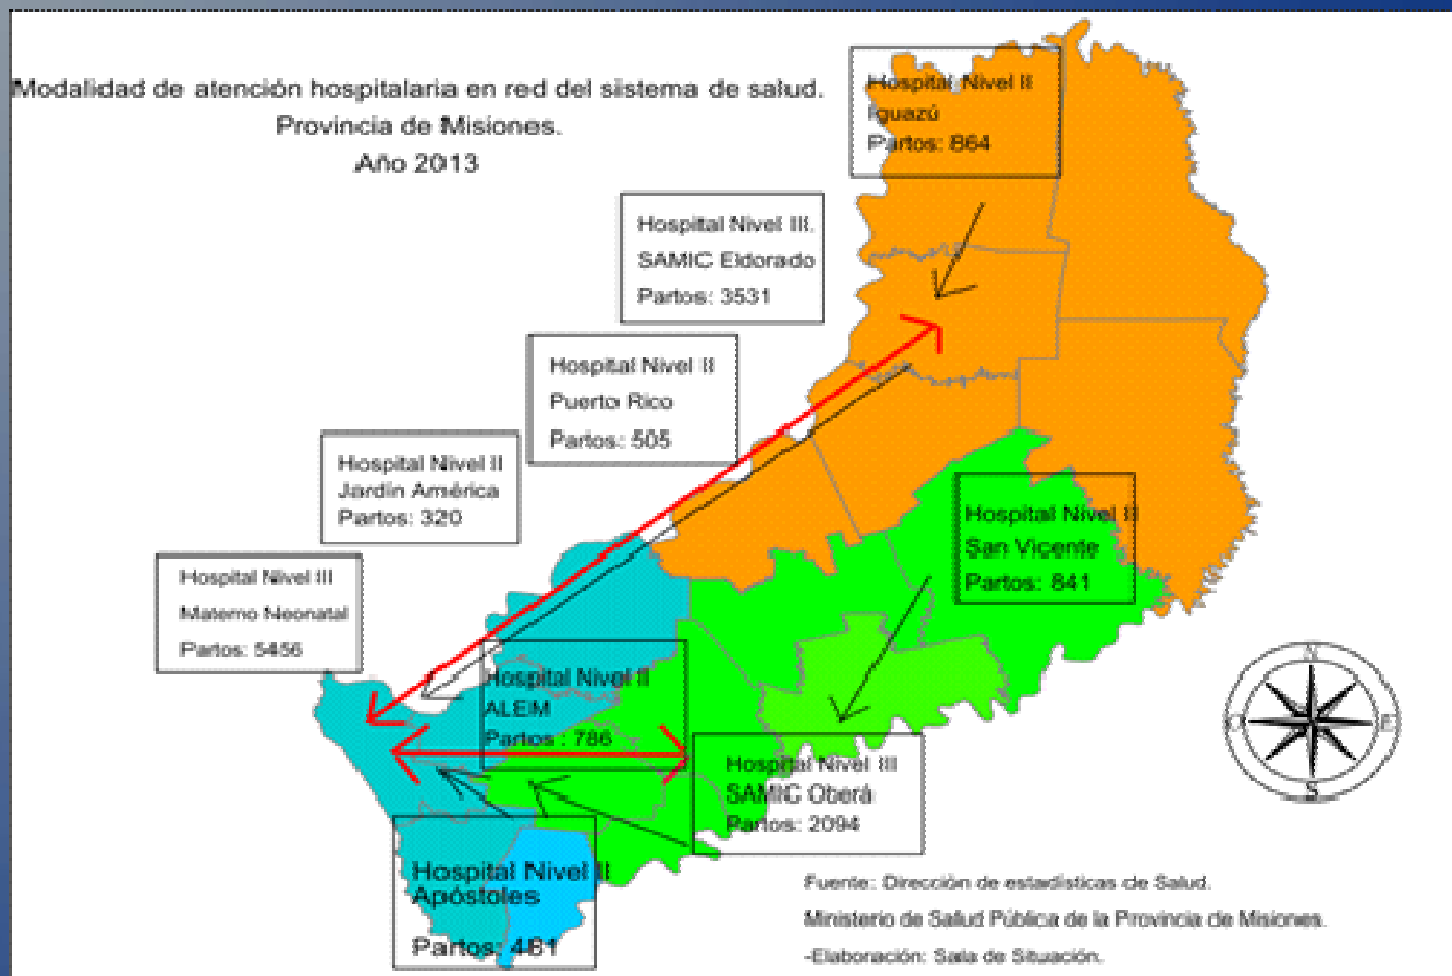 Modalidad de atención hospitalaria en red del sistema de salud.
Provincia de Misiones.
Año 2013
Hospital Nivel II
Iguazú
Partos: 864
Hospital Nivel III.
SAMIC Eldorado
Partos: 3531
Hospital Nivel II
Puerto Rico
Partos: 505
Hospital Nivel II
Jardín América
Partos: 320
Hospital Nivel III
Materno Neonatal
Partos: 5456
Hospital Nivel II
San Vicente
Partos: 841
Hospital Nivel II
ALEM
Partos : 786
Hospital Nivel III
SAMIC Oberá
Partos: 2094
Hospital Nivel II
Apóstoles
Partos: 481
N
O
E
S
Fuente: Dirección de estadísticas de Salud.
Ministerio de Salud Pública de la Provincia de Misiones.
-Elaboración: Sala de Situación.